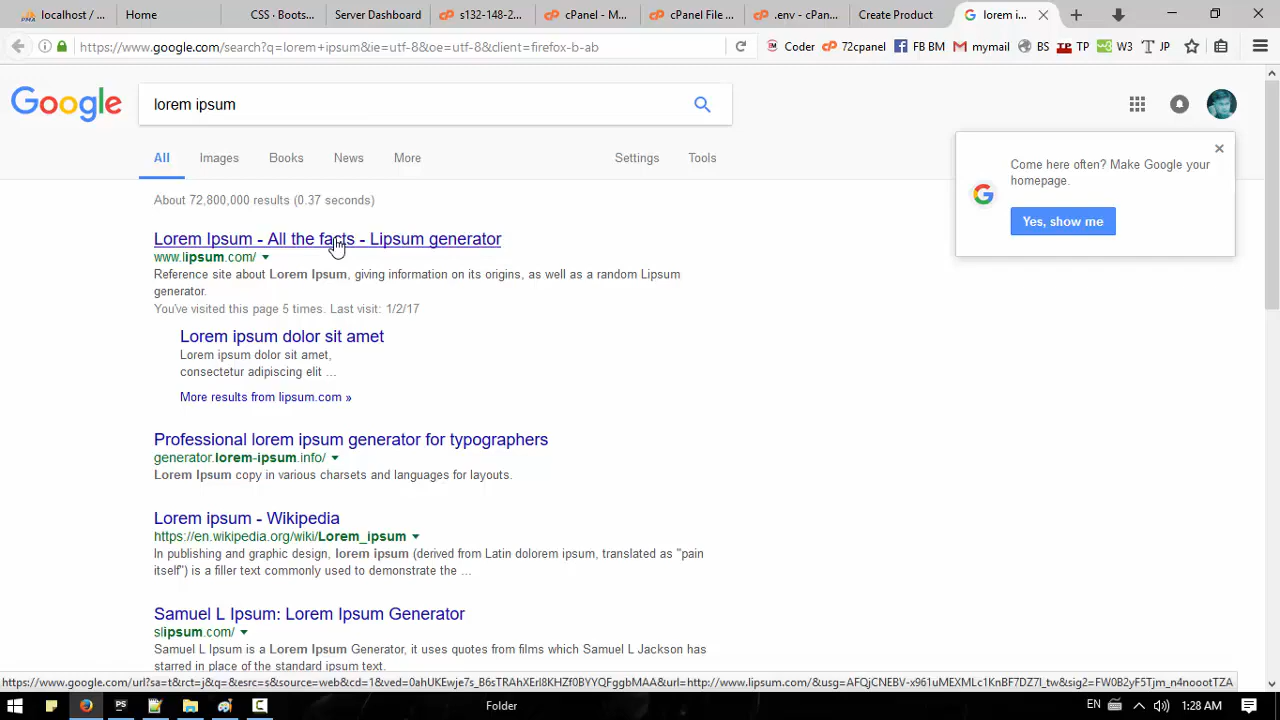 localhost /
Home
CSS - Boots...
Server Dashboard
s132-148-2...
cPanel - M...
cPanel File ...
.env - cPan...
Create Product
lorem i...
https://www.google.com/search?q=lorem+ipsum&ie=utf-8&oe=utf-8&client=firefox-b-ab
Coder
72cpanel
FB BM
mymail
BS
TP
W3
JP
Google
lorem ipsum
All
Images
Books
News
More
Settings
Tools
Come here often? Make Google your
homepage.
Yes, show me
About 72,800,000 results (0.37 seconds)
Lorem Ipsum - All the facts - Lipsum generator
www.lipsum.com/
Reference site about Lorem Ipsum, giving information on its origins, as well as a random Lipsum
generator.
You've visited this page 5 times. Last visit: 1/2/17
Lorem ipsum dolor sit amet
Lorem ipsum dolor sit amet,
consectetur adipiscing elit ...
More results from lipsum.com »
Professional lorem ipsum generator for typographers
generator.lorem-ipsum.info/
Lorem Ipsum copy in various charsets and languages for layouts.
Lorem ipsum - Wikipedia
https://en.wikipedia.org/wiki/Lorem_ipsum
In publishing and graphic design, lorem ipsum (derived from Latin dolorem ipsum, translated as "pain
itself") is a filler text commonly used to demonstrate the ...
Samuel L Ipsum: Lorem Ipsum Generator
slipsum.com/
Samuel L Ipsum is a Lorem Ipsum Generator, it uses quotes from films which Samuel L Jackson has
starred in place of the standard ipsum text.
Folder
EN
1:28 AM